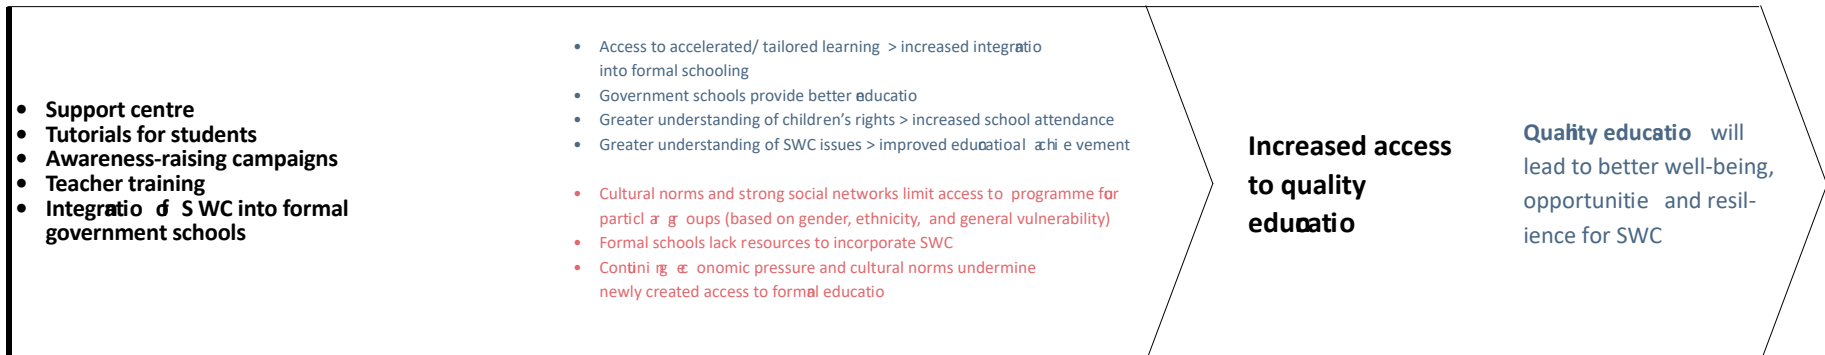 • Support centre
• Tutorials for students
• Awareness-raising campaigns
• Teacher training
• Integratio of SWC into formal
government schools
• Access to accelerated/ tailored learning > increased integratio
into formal schooling
• Government schools provide better educatio
• Greater understanding of children's rights > increased school attendance
• Greater understanding of SWC issues > improved educatioal achievement
• Cultural norms and strong social networks limit access to programme for
particlar groups (based on gender, ethnicity, and general vulnerability)
• Formal schools lack resources to incorporate SWC
• Contining economic pressure and cultural norms undermine
newly created access to formal educatio
Increased access
to quality
educatio
Quality educatio will
lead to better well-being,
opportunitie and resil-
ience for SWC